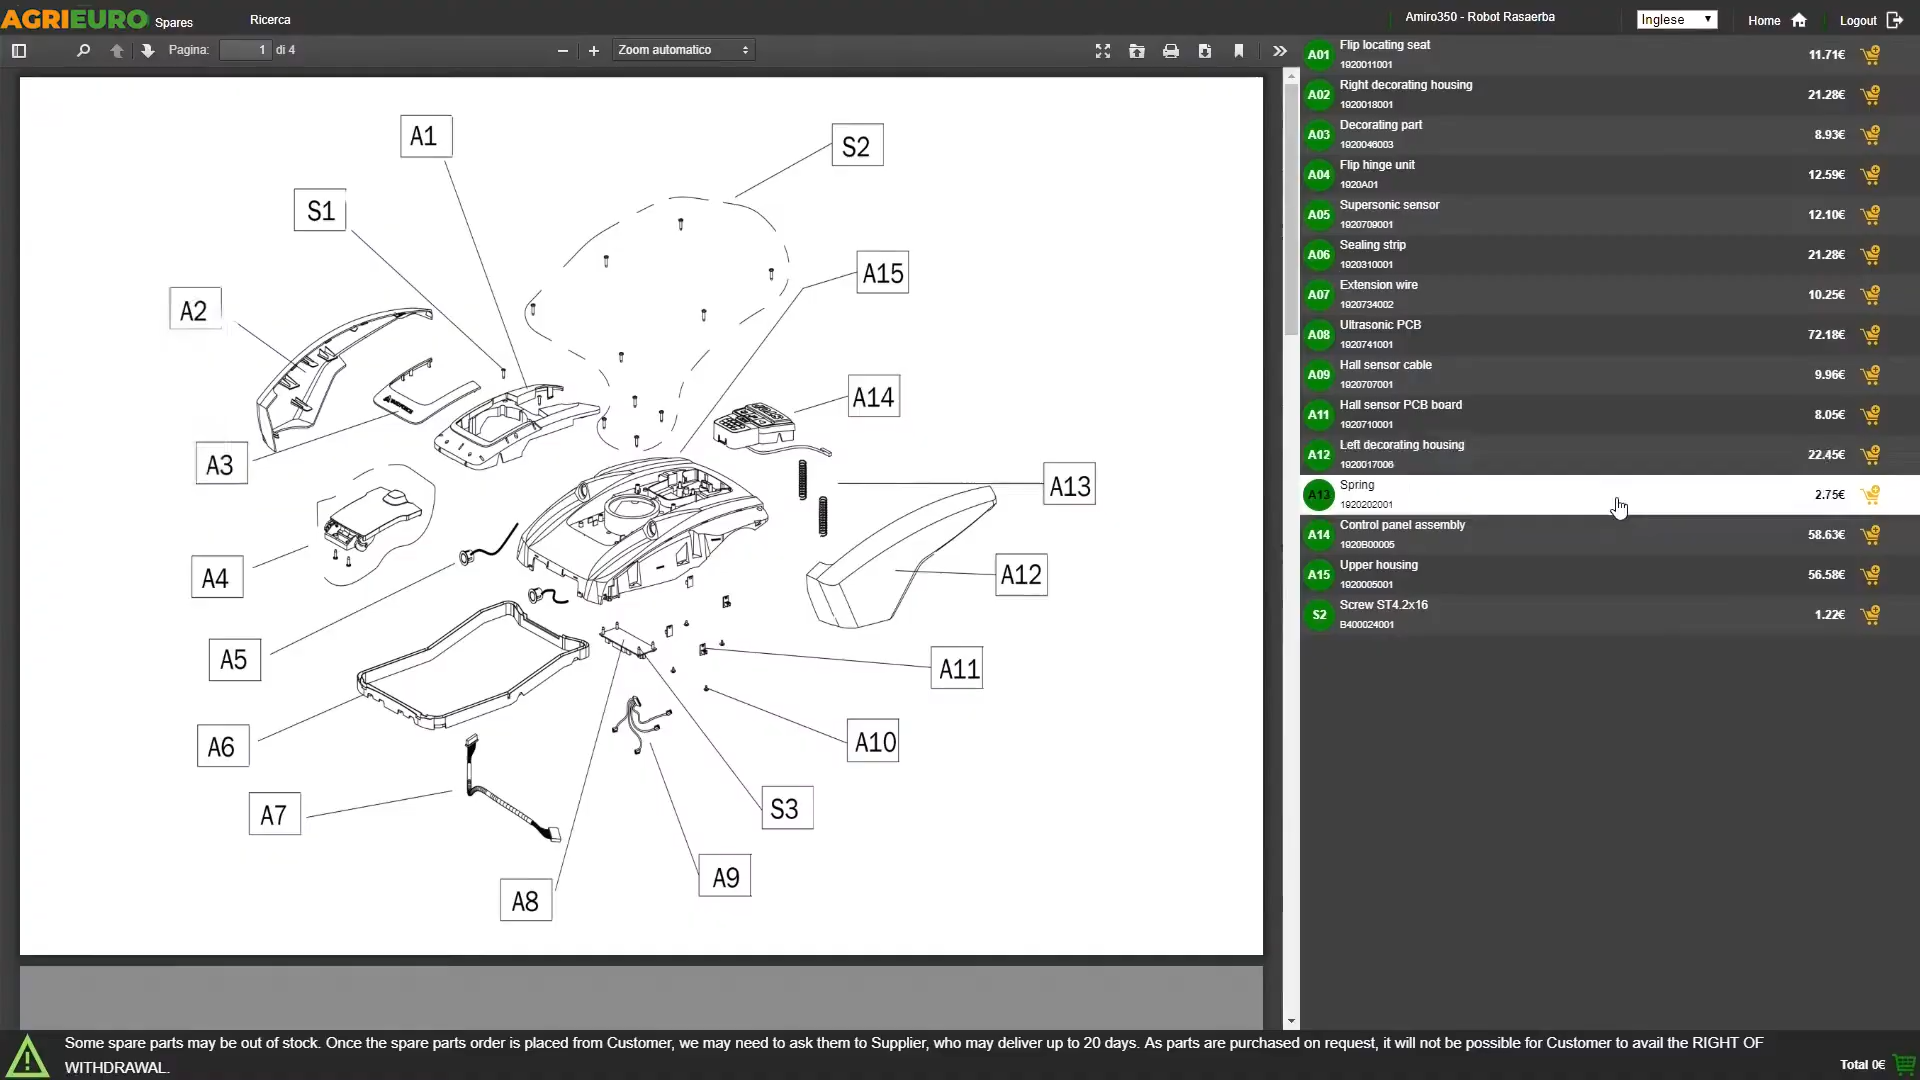 AGRIEURO Spares
Ricerca
Amiro350 - Robot Rasaerba
Inglese
Home
Logout
Pagina: 1 di 4
Zoom automatico
A1
S2
S1
A15
A2
A14
A3
A13
A4
A12
A5
A11
A6
A10
A7
S3
A9
A8
A01 Flip locating seat 11.71€
1920011001
A02 Right decorating housing 21.28€
1920018001
A03 Decorating part 8.93€
1920046003
A04 Flip hinge unit 12.59€
1920A01
A05 Supersonic sensor 12.10€
1920709001
A06 Sealing strip 21.28€
1920310001
A07 Extension wire 10.25€
1920734002
A08 Ultrasonic PCB 72.18€
1920741001
A09 Hall sensor cable 9.96€
1920707001
A11 Hall sensor PCB board 8.05€
1920710001
A12 Left decorating housing 22.45€
1920017006
A13 Spring 2.75€
1920202001
A14 Control panel assembly 58.63€
1920B00005
A15 Upper housing 56.58€
1920005001
S2 Screw ST4.2x16 1.22€
B400024001
Some spare parts may be out of stock. Once the spare parts order is placed from Customer, we may need to ask them to Supplier, who may deliver up to 20 days. As parts are purchased on request, it will not be possible for Customer to avail the RIGHT OF
WITHDRAWAL.
Total 0€